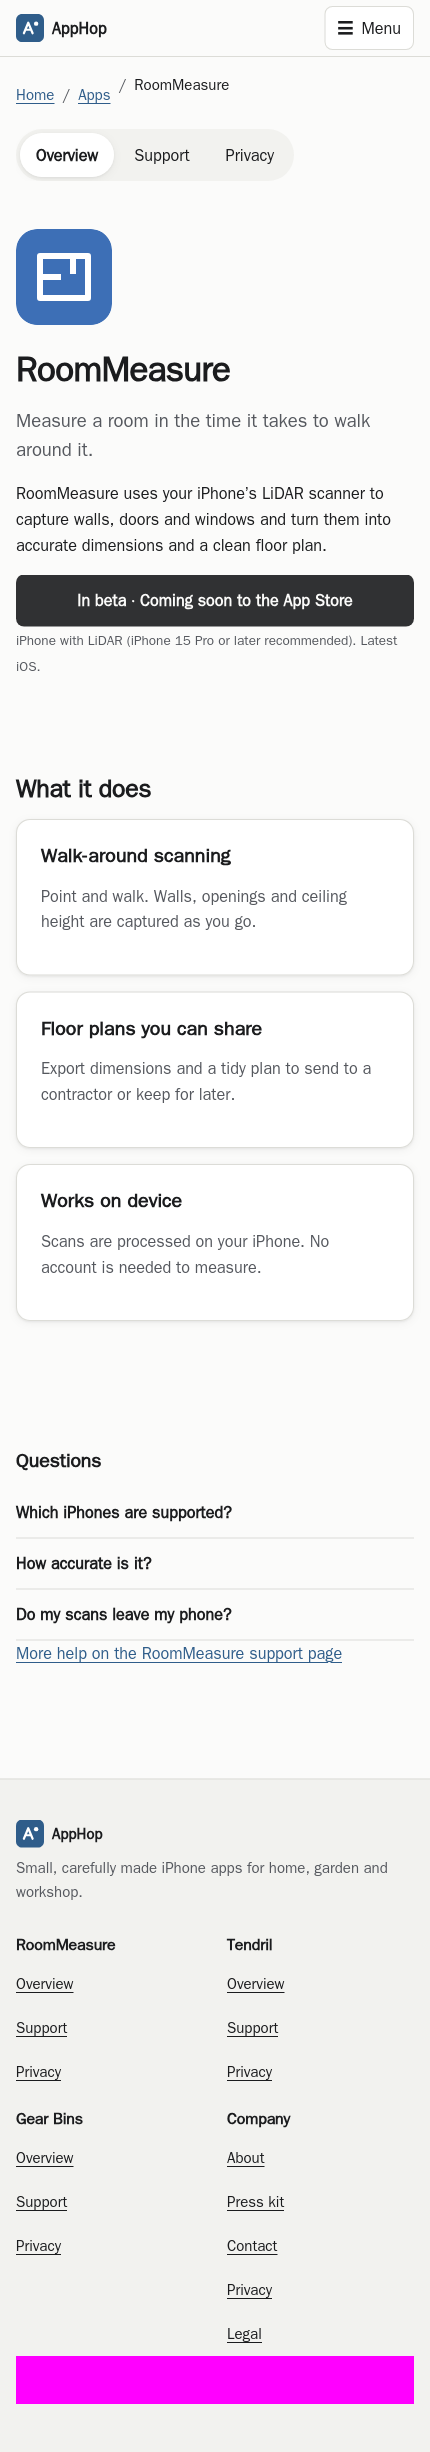 AppHop
Menu
Home / Apps / RoomMeasure
Overview Support Privacy
RoomMeasure
Measure a room in the time it takes to walk
around it.
RoomMeasure uses your iPhone's LiDAR scanner to
capture walls, doors and windows and turn them into
accurate dimensions and a clean floor plan.
In beta · Coming soon to the App Store
iPhone with LiDAR (iPhone 15 Pro or later recommended). Latest
iOS.
What it does
Walk-around scanning
Point and walk. Walls, openings and ceiling
height are captured as you go.
Floor plans you can share
Export dimensions and a tidy plan to send to a
contractor or keep for later.
Works on device
Scans are processed on your iPhone. No
account is needed to measure.
Questions
Which iPhones are supported?
How accurate is it?
Do my scans leave my phone?
More help on the RoomMeasure support page
AppHop
Small, carefully made iPhone apps for home, garden and
workshop.
RoomMeasure
Overview
Support
Privacy
Tendril
Overview
Support
Privacy
Gear Bins
Overview
Support
Privacy
Company
About
Press kit
Contact
Privacy
Legal